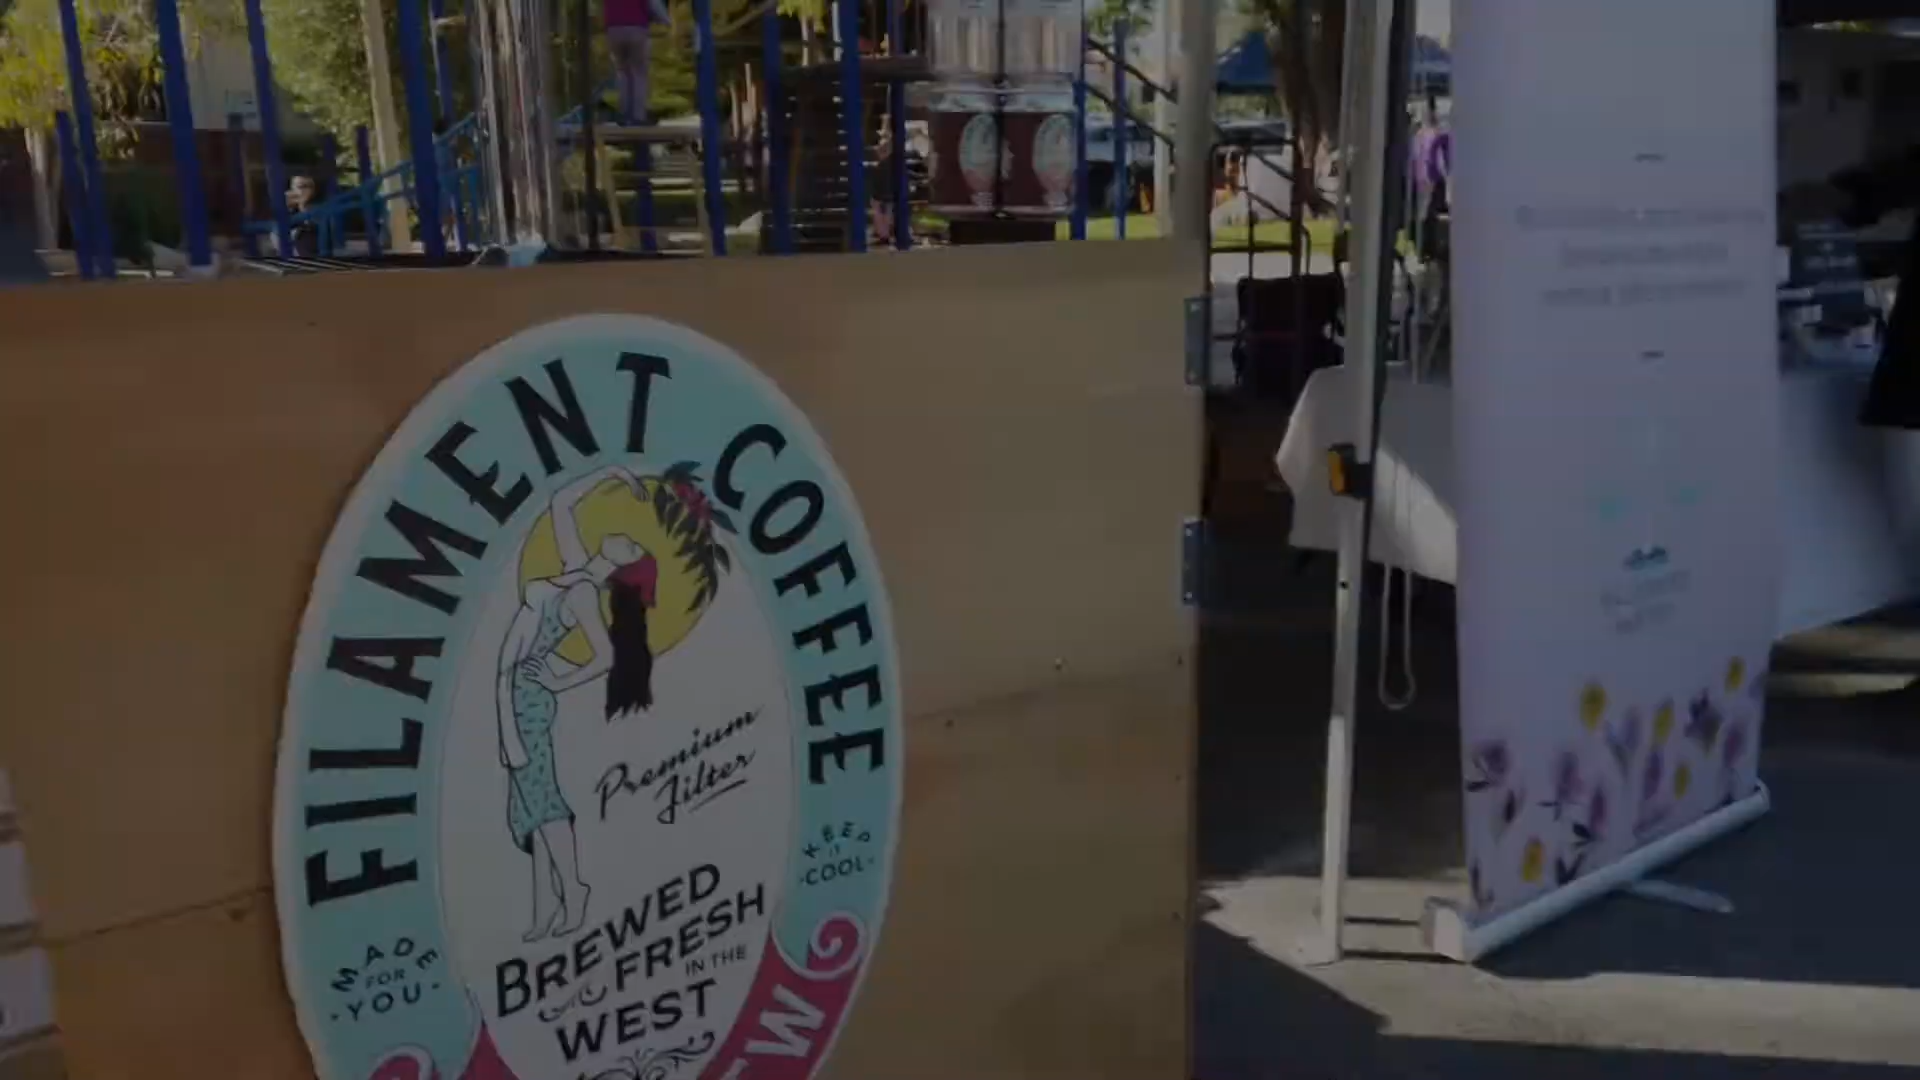 FILAMENT COFFEE
Premium
Filter
BREWED
FRESH
IN THE
WEST
MADE
FOR
·YOU·
KEEP
IT
·COOL·